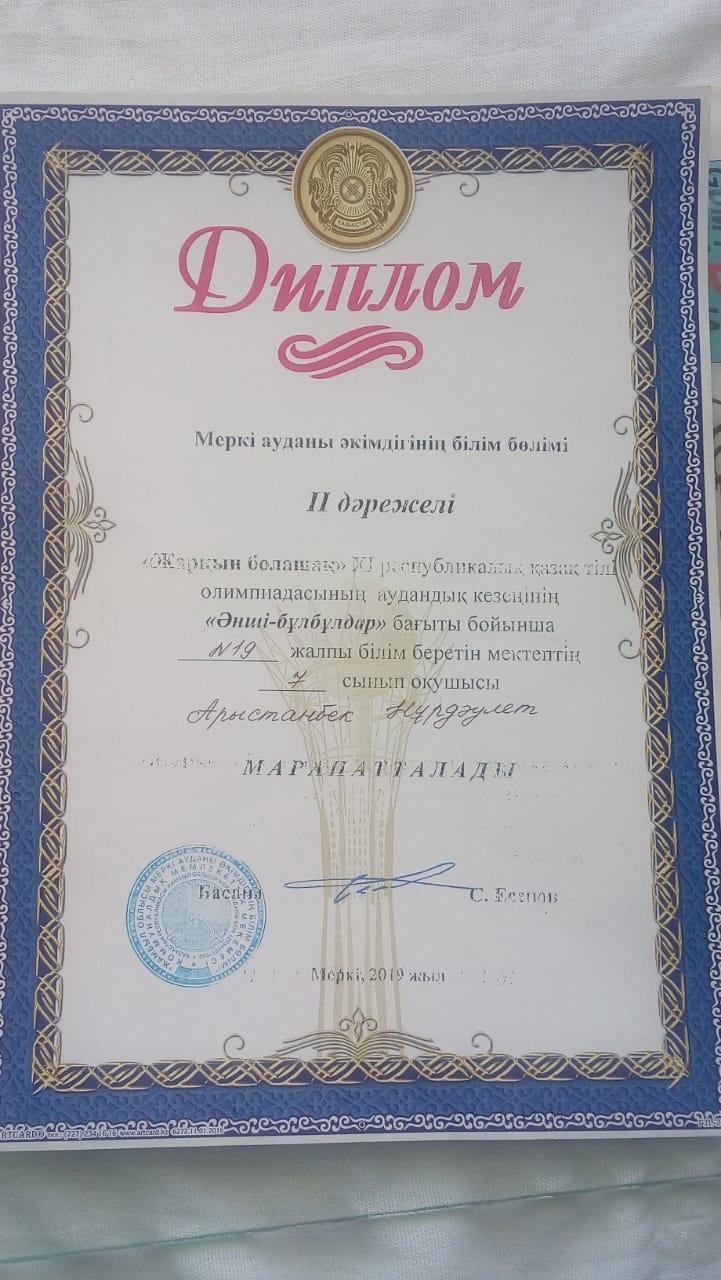 ҚАЗАҚСТАН
Диплом
Меркі ауданы әкімдігінің білім бөлімі
II дәрежелі
«Жарқын болашақ» XI республикалық қазақ тілі
олимпиадасының аудандық кезеңінің
«Әнші-бұлбұлдар» бағыты бойынша
№19 жалпы білім беретін мектептің
7 сынып оқушысы
Арыстанбек Нұрдәулет
МАРАПАТТАЛАДЫ
Басшы С. Есенов
Меркі, 2019 жыл